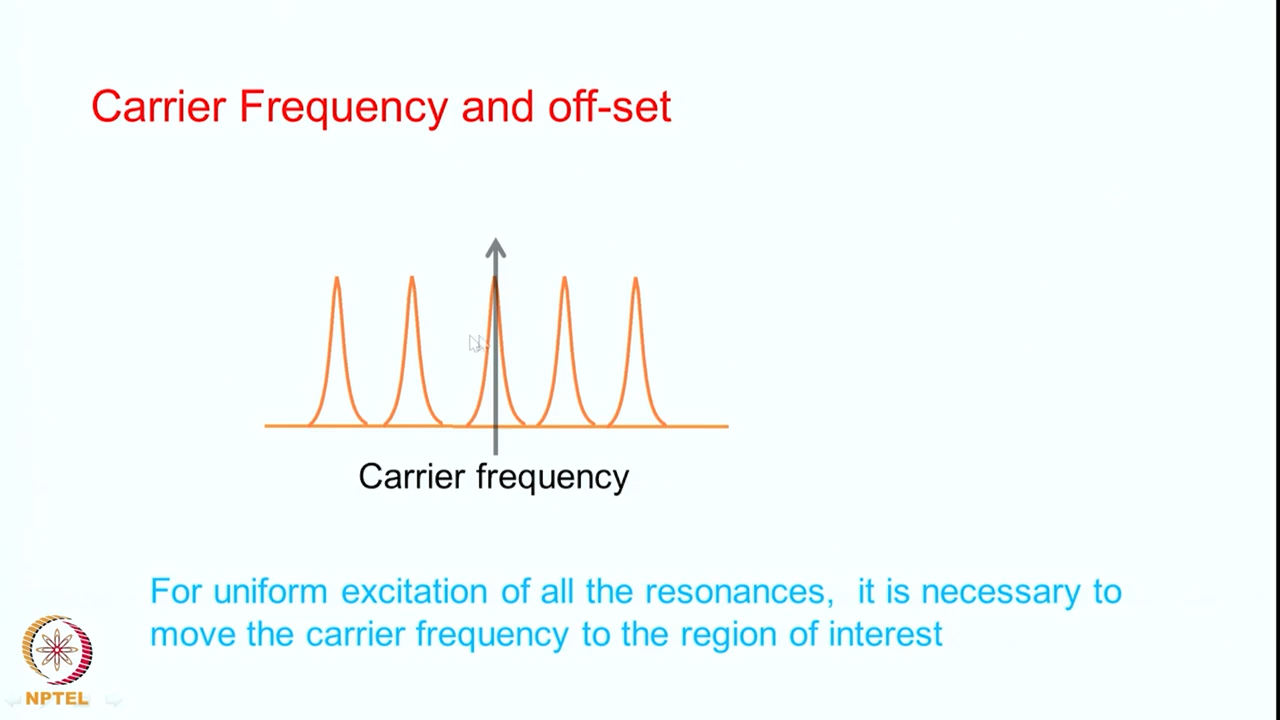 Carrier Frequency and off-set
Carrier frequency
For uniform excitation of all the resonances, it is necessary to
move the carrier frequency to the region of interest
NPTEL